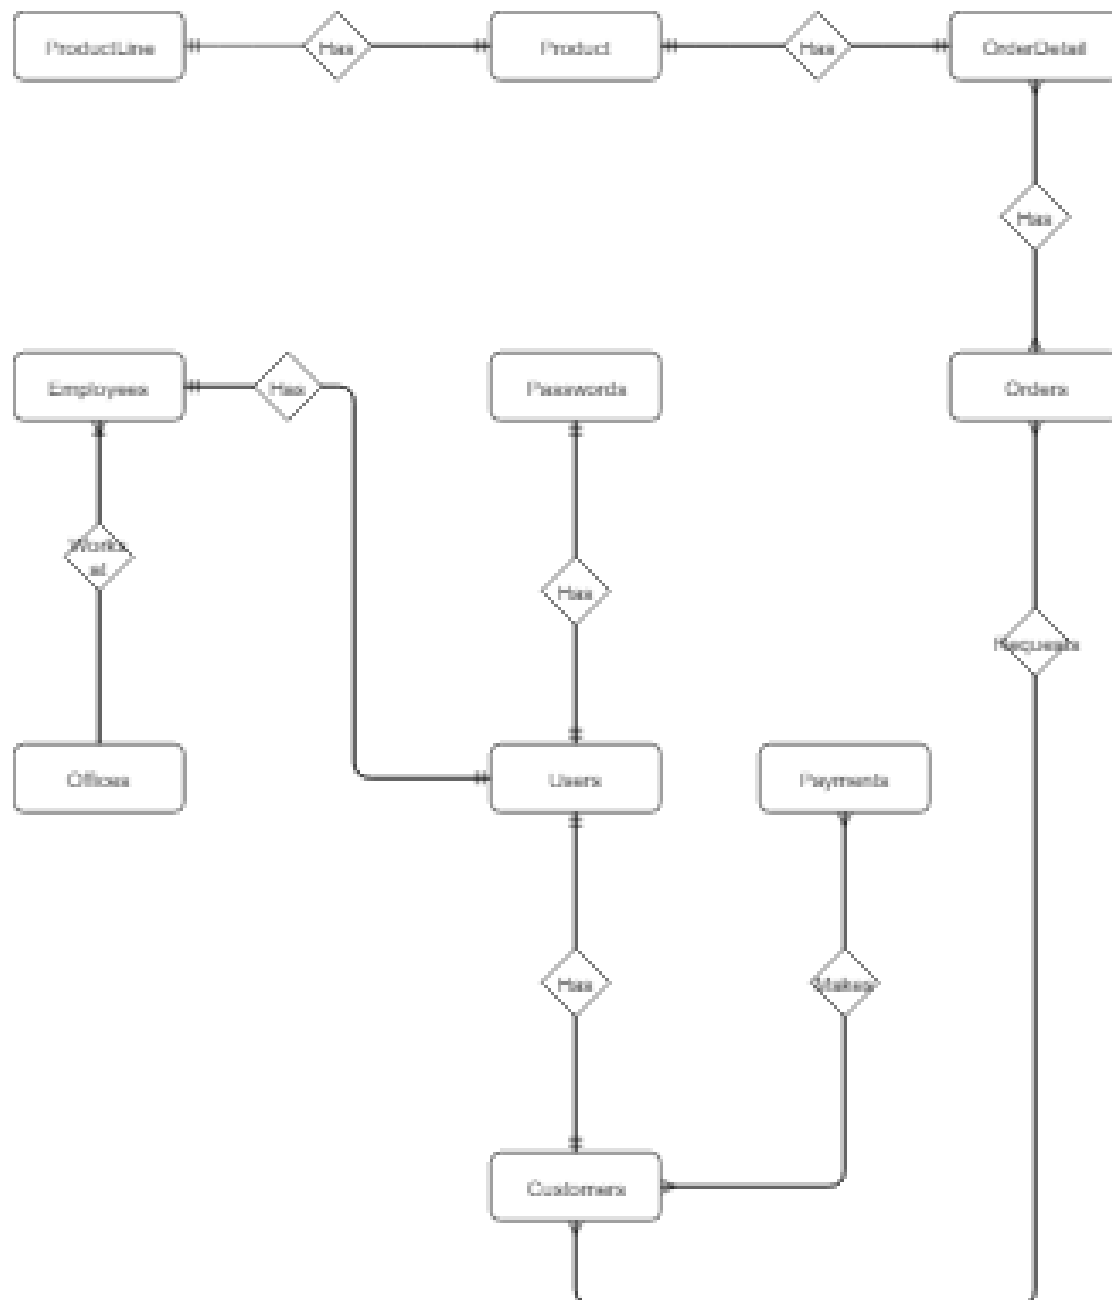 ProductLine
Has
Product
Has
OrderDetail
Has
Employees
Has
Passwords
Orders
Works
at
Has
Requests
Offices
Users
Payments
Has
Makes
Customers